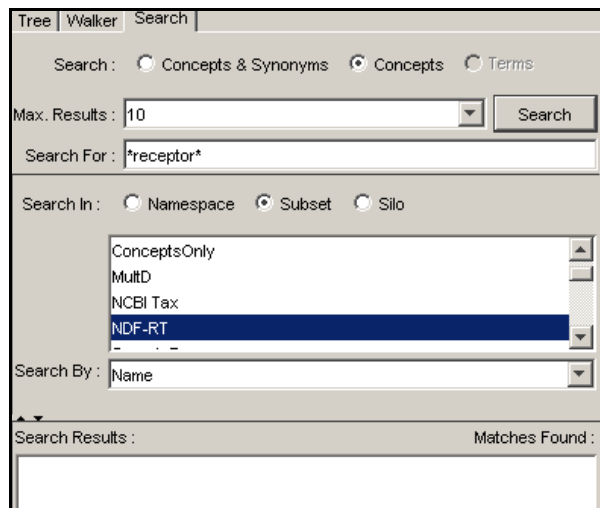 Tree Walker Search
Search : Concepts & Synonyms Concepts Terms
Max. Results : 10 Search
Search For : *receptor*
Search In : Namespace Subset Silo
ConceptsOnly
MultD
NCBI Tax
NDF-RT
Search By : Name
Search Results : Matches Found :